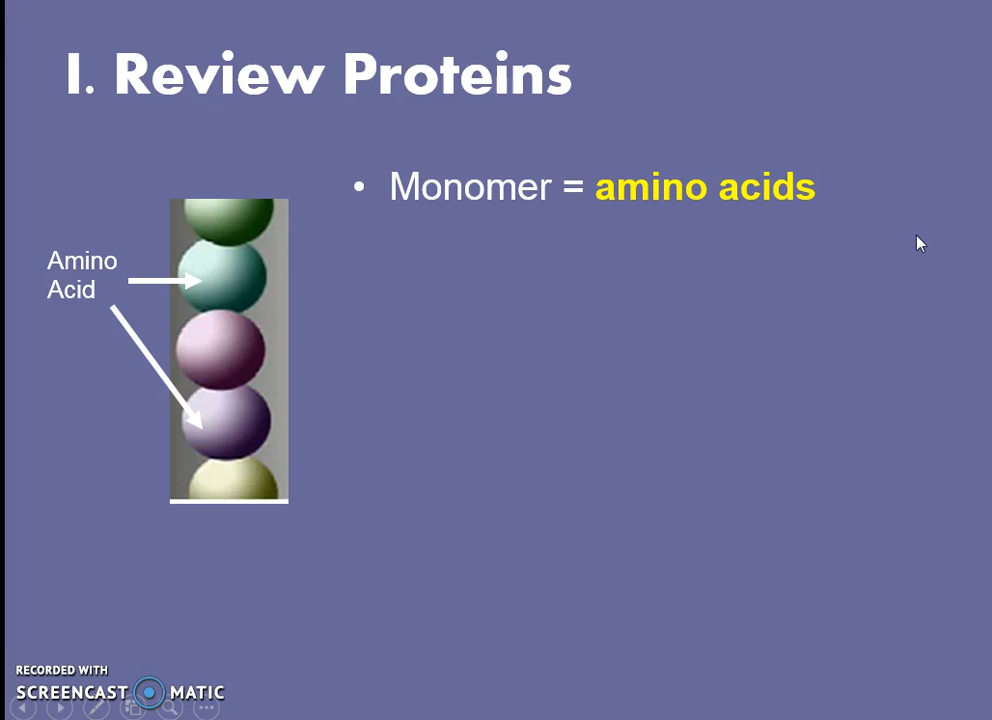 I. Review Proteins
• Monomer = amino acids
Amino
Acid
RECORDED WITH
SCREENCAST MATIC